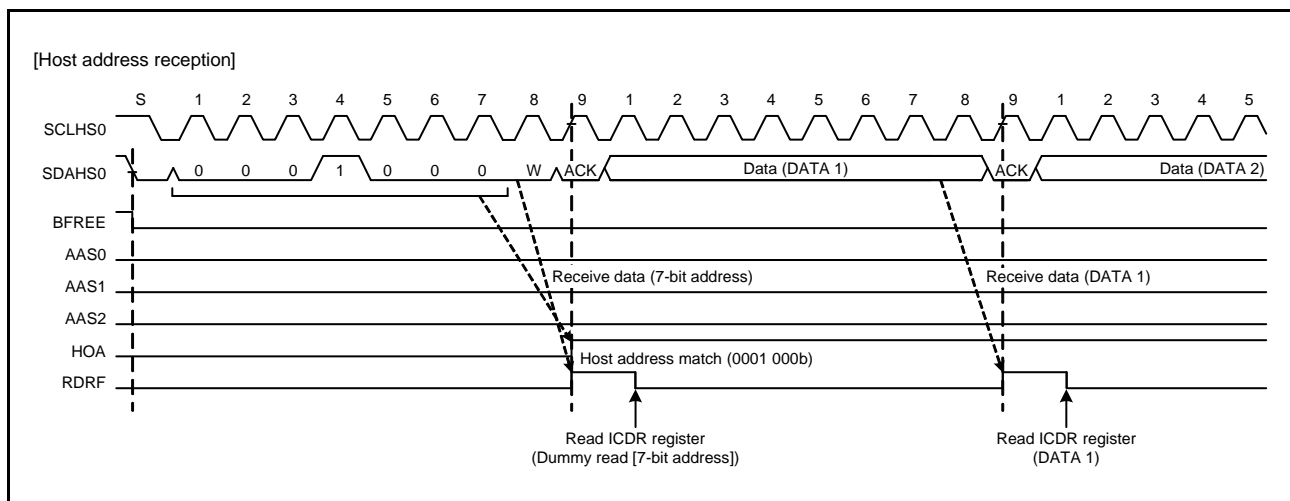 [Host address reception]
S 1 2 3 4 5 6 7 8 9 1 2 3 4 5 6 7 8 9 1 2 3 4 5
SCLHS0
SDAHS0 0 0 0 1 0 0 0 W ACK Data (DATA 1) ACK Data (DATA 2)
BFREE
AAS0
Receive data (7-bit address) Receive data (DATA 1)
AAS1
AAS2
HOA
Host address match (0001 000b)
RDRF
Read ICDR register Read ICDR register
(Dummy read [7-bit address]) (DATA 1)